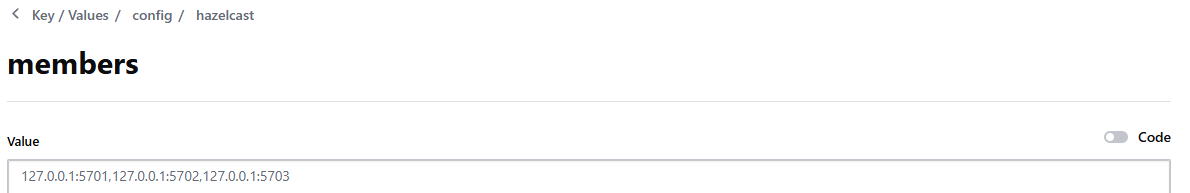 Key / Values / config / hazelcast
members
Value
Code
127.0.0.1:5701,127.0.0.1:5702,127.0.0.1:5703